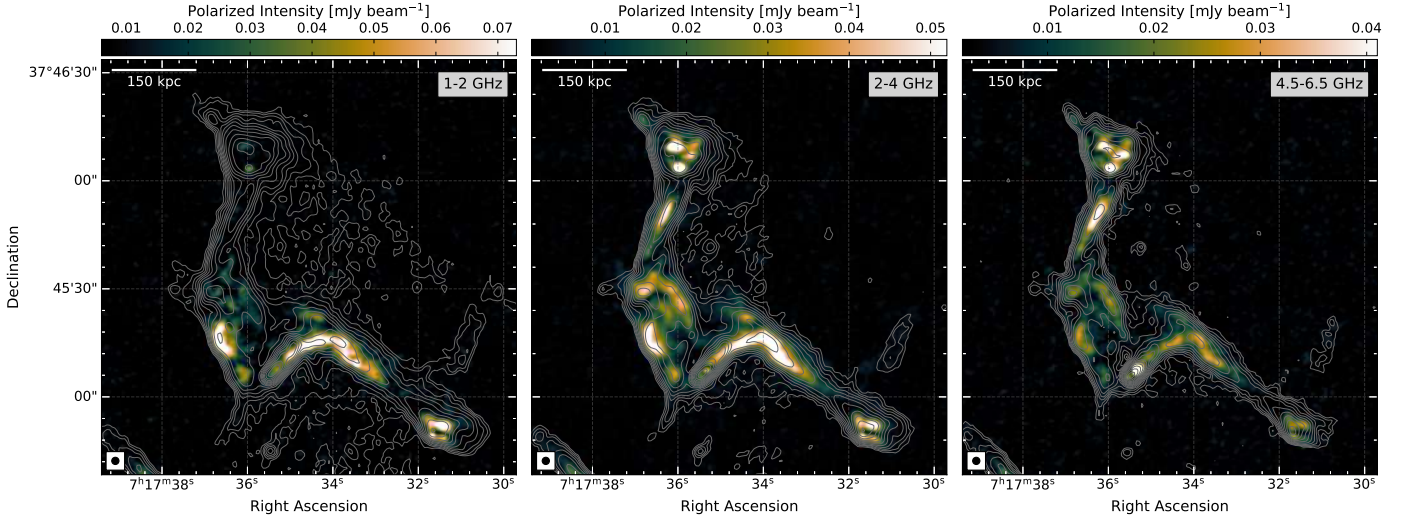 Polarized Intensity [mJy beam⁻¹]
0.01 0.02 0.03 0.04 0.05 0.06 0.07
150 kpc
1-2 GHz
37°46'30"
00"
45'30"
00"
Declination
7ʰ17ᵐ38ˢ 36ˢ 34ˢ 32ˢ 30ˢ
Right Ascension
Polarized Intensity [mJy beam⁻¹]
0.01 0.02 0.03 0.04 0.05
150 kpc
2-4 GHz
7ʰ17ᵐ38ˢ 36ˢ 34ˢ 32ˢ 30ˢ
Right Ascension
Polarized Intensity [mJy beam⁻¹]
0.01 0.02 0.03 0.04
150 kpc
4.5-6.5 GHz
7ʰ17ᵐ38ˢ 36ˢ 34ˢ 32ˢ 30ˢ
Right Ascension